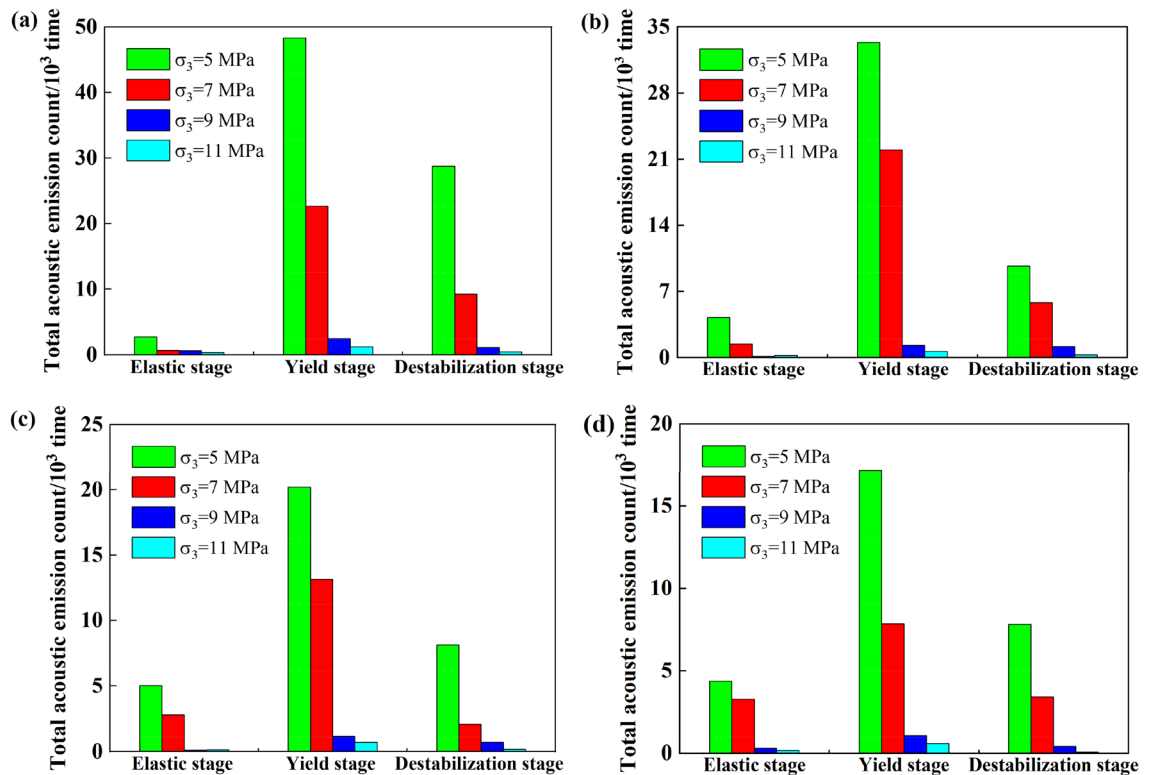 (a)
Total acoustic emission count/10³ time
50
40
30
20
10
0
σ₃=5 MPa
σ₃=7 MPa
σ₃=9 MPa
σ₃=11 MPa
Elastic stage
Yield stage
Destabilization stage
(b)
Total acoustic emission count/10³ time
35
28
21
14
7
0
σ₃=5 MPa
σ₃=7 MPa
σ₃=9 MPa
σ₃=11 MPa
Elastic stage
Yield stage
Destabilization stage
(c)
Total acoustic emission count/10³ time
25
20
15
10
5
0
σ₃=5 MPa
σ₃=7 MPa
σ₃=9 MPa
σ₃=11 MPa
Elastic stage
Yield stage
Destabilization stage
(d)
Total acoustic emission count/10³ time
20
15
10
5
0
σ₃=5 MPa
σ₃=7 MPa
σ₃=9 MPa
σ₃=11 MPa
Elastic stage
Yield stage
Destabilization stage